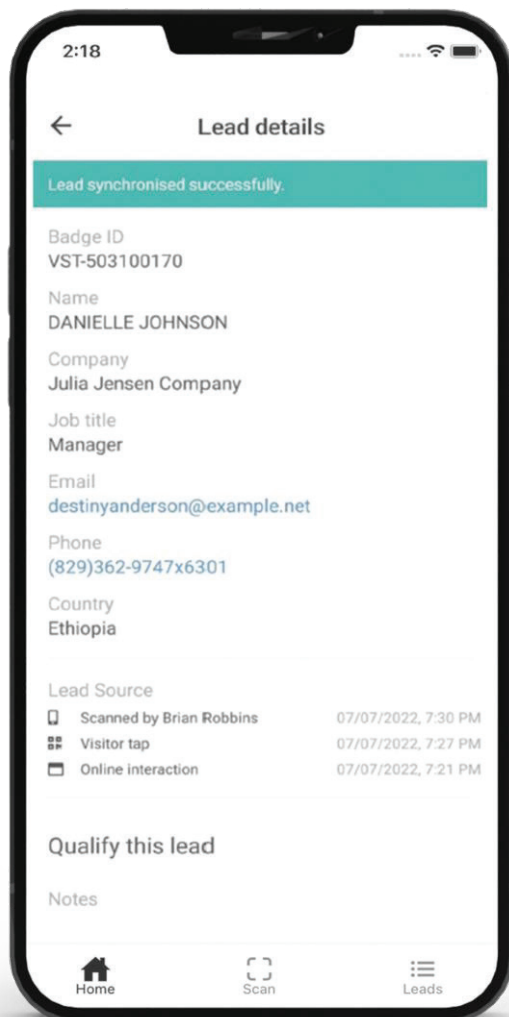 2:18
Lead details
Lead synchronised successfully.
Badge ID
VST-503100170
Name
DANIELLE JOHNSON
Company
Julia Jensen Company
Job title
Manager
Email
destinyanderson@example.net
Phone
(829)362-9747x6301
Country
Ethiopia
Lead Source
Scanned by Brian Robbins 07/07/2022, 7:30 PM
Visitor tap 07/07/2022, 7:27 PM
Online interaction 07/07/2022, 7:21 PM
Qualify this lead
Notes
Home Scan Leads